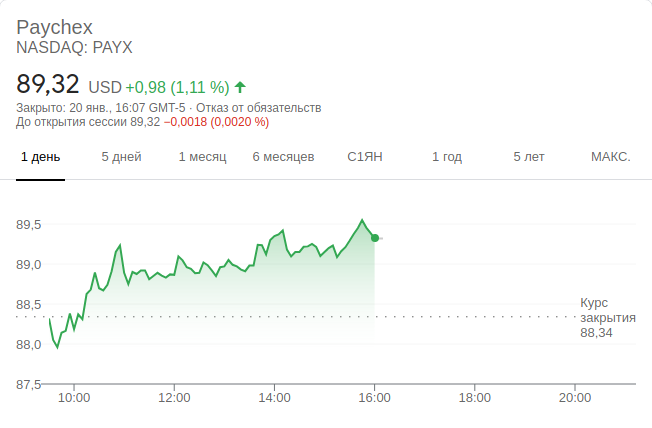 Paychex
NASDAQ: PAYX
89,32 USD +0,98 (1,11 %)
Закрыто: 20 янв., 16:07 GMT-5 · Отказ от обязательств
До открытия сессии 89,32 −0,0018 (0,0020 %)
1 день 5 дней 1 месяц 6 месяцев С1ЯН 1 год 5 лет МАКС.
89,5
89,0
88,5
88,0
87,5
Курс
закрытия
88,34
10:00 12:00 14:00 16:00 18:00 20:00